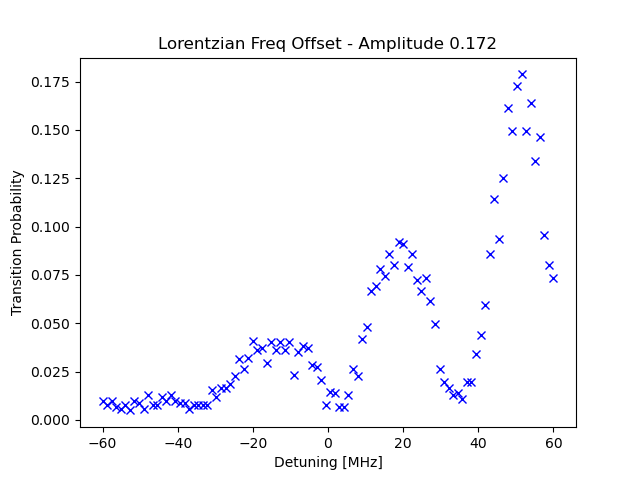 Lorentzian Freq Offset - Amplitude 0.172
Transition Probability
0.175
0.150
0.125
0.100
0.075
0.050
0.025
0.000
−60 −40 −20 0 20 40 60
Detuning [MHz]